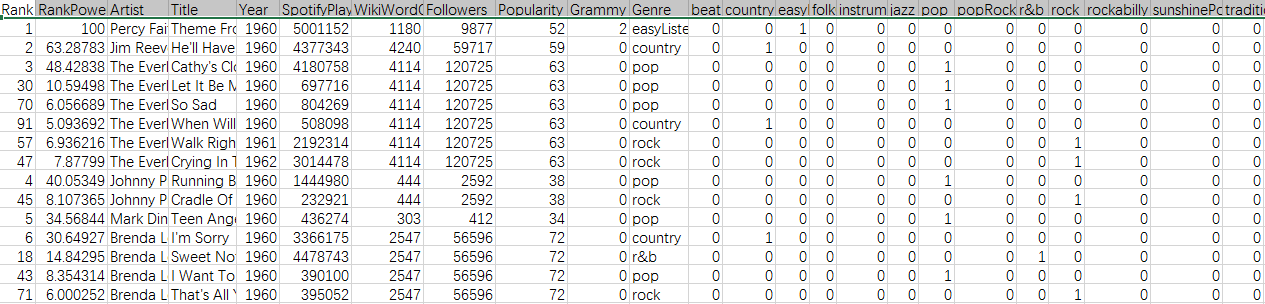 Rank RankPowe Artist Title Year SpotifyPlay WikiWordC Followers Popularity Grammy Genre beat country easyl folk instrum jazz pop popRock r&b rock rockabilly sunshinePo traditi
1 100 Percy Fai Theme Fro 1960 5001152 1180 9877 52 2 easyListe 0 0 1 0 0 0 0 0 0 0 0 0 0
2 63.28783 Jim Reev He'll Have 1960 4377343 4240 59717 59 0 country 0 1 0 0 0 0 0 0 0 0 0 0 0
3 48.42838 The Everl Cathy's Clo 1960 4180758 4114 120725 63 0 pop 0 0 0 0 0 0 1 0 0 0 0 0 0
30 10.59498 The Everl Let It Be M 1960 697716 4114 120725 63 0 pop 0 0 0 0 0 0 1 0 0 0 0 0 0
70 6.056689 The Everl So Sad 1960 804269 4114 120725 63 0 pop 0 0 0 0 0 0 1 0 0 0 0 0 0
91 5.093692 The Everl When Will 1960 508098 4114 120725 63 0 country 0 1 0 0 0 0 0 0 0 0 0 0 0
57 6.936216 The Everl Walk Righ 1961 2192314 4114 120725 63 0 rock 0 0 0 0 0 0 0 0 0 1 0 0 0
47 7.87799 The Everl Crying In T 1962 3014478 4114 120725 63 0 rock 0 0 0 0 0 0 0 0 0 1 0 0 0
4 40.05349 Johnny P Running B 1960 1444980 444 2592 38 0 pop 0 0 0 0 0 0 1 0 0 0 0 0 0
45 8.107365 Johnny P Cradle Of 1960 232921 444 2592 38 0 rock 0 0 0 0 0 0 0 0 0 1 0 0 0
5 34.56844 Mark Din Teen Ang 1960 436274 303 412 34 0 pop 0 0 0 0 0 0 1 0 0 0 0 0 0
6 30.64927 Brenda L I'm Sorry 1960 3366175 2547 56596 72 0 country 0 1 0 0 0 0 0 0 0 0 0 0 0
18 14.84295 Brenda L Sweet No 1960 4478743 2547 56596 72 0 r&b 0 0 0 0 0 0 0 0 1 0 0 0 0
43 8.354314 Brenda L I Want To 1960 390100 2547 56596 72 0 pop 0 0 0 0 0 0 1 0 0 0 0 0 0
71 6.000252 Brenda L That's All Y 1960 395052 2547 56596 72 0 rock 0 0 0 0 0 0 0 0 0 1 0 0 0